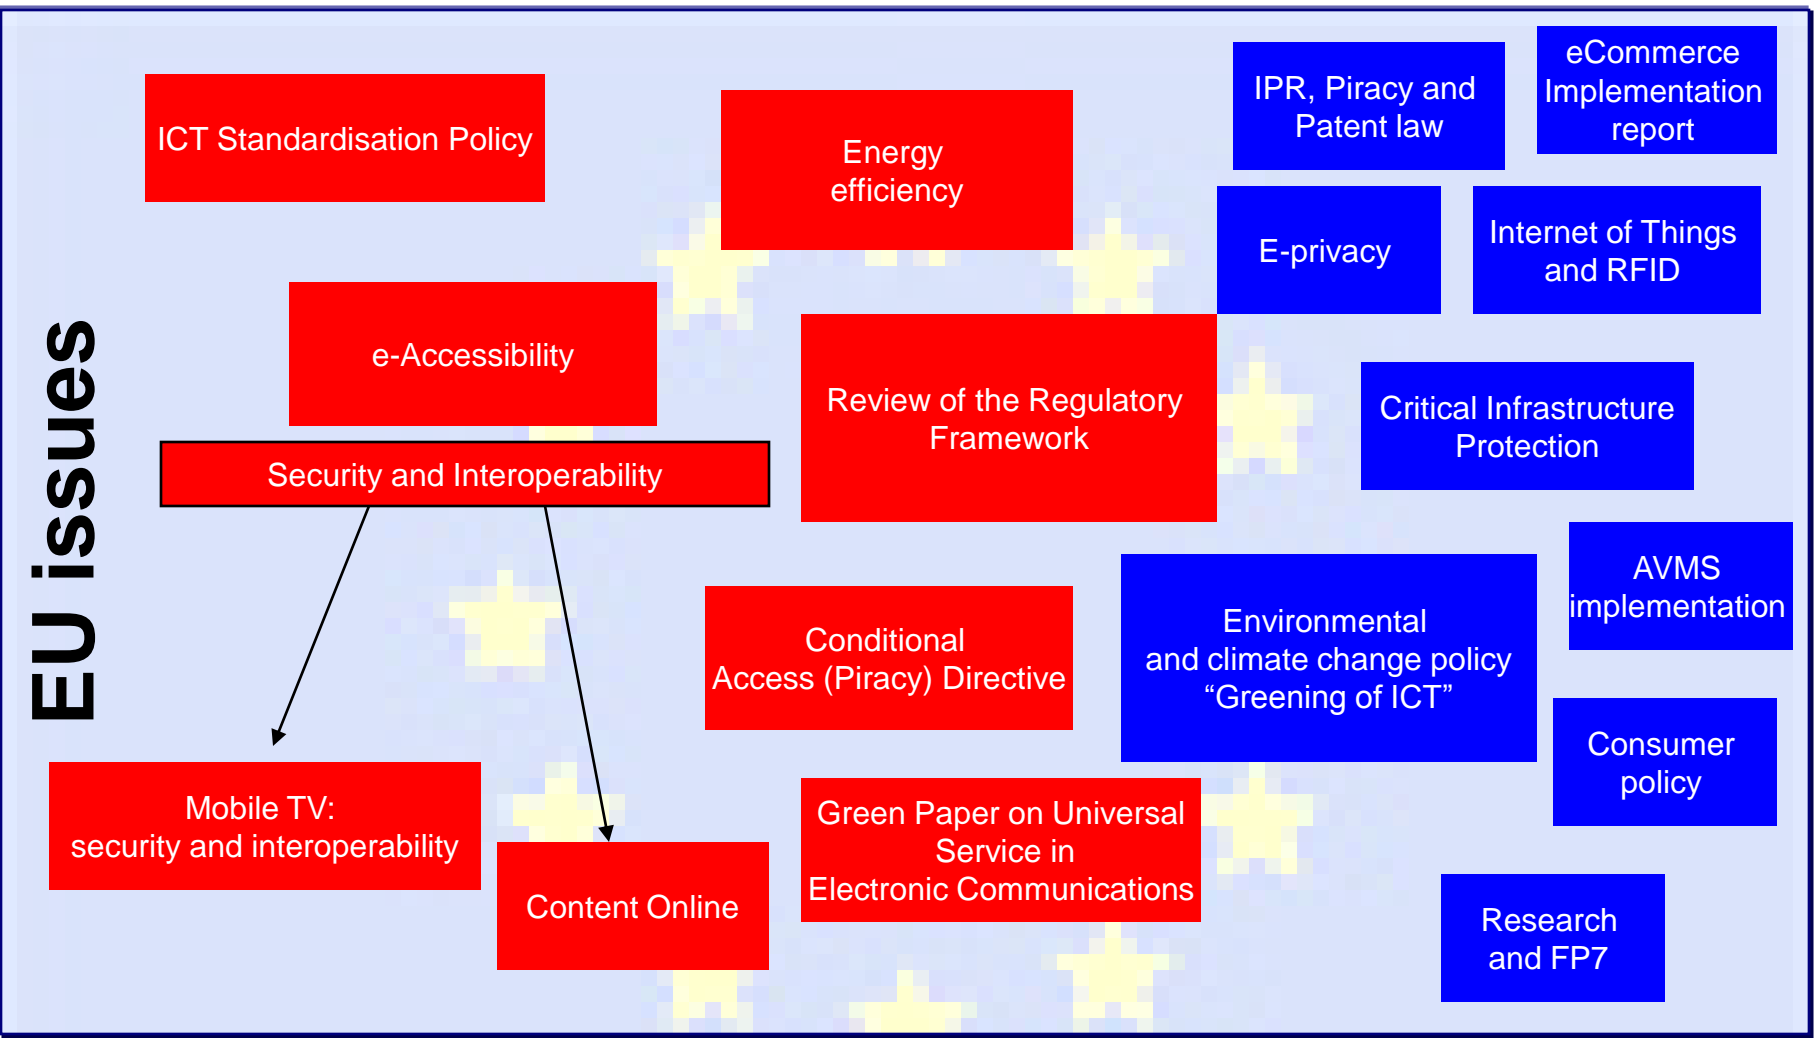 EU issues
ICT Standardisation Policy
Energy
efficiency
IPR, Piracy and
Patent law
eCommerce
Implementation
report
E-privacy
Internet of Things
and RFID
e-Accessibility
Review of the Regulatory
Framework
Critical Infrastructure
Protection
Security and Interoperability
AVMS
implementation
Conditional
Access (Piracy) Directive
Environmental
and climate change policy
“Greening of ICT”
Consumer
policy
Mobile TV:
security and interoperability
Content Online
Green Paper on Universal
Service in
Electronic Communications
Research
and FP7